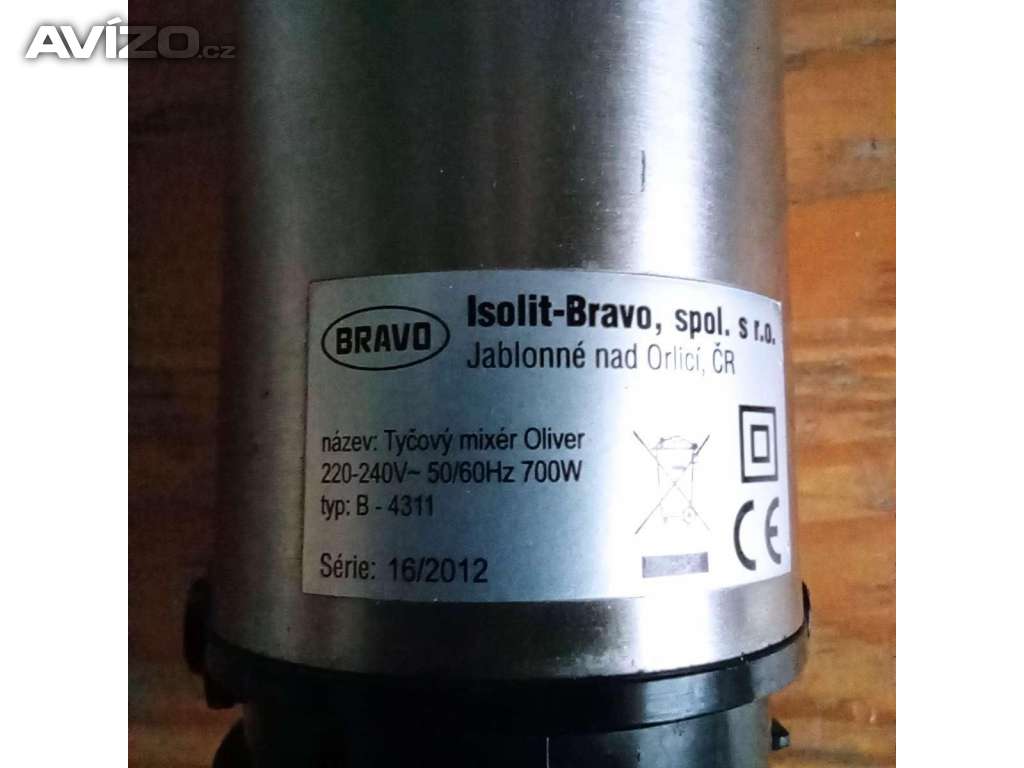 AVÍZO.cz
BRAVO
Isolit-Bravo, spol. s r.o.
Jablonné nad Orlicí, ČR
název: Tyčový mixér Oliver
220-240V~ 50/60Hz 700W
typ: B - 4311
Série: 16/2012
CE